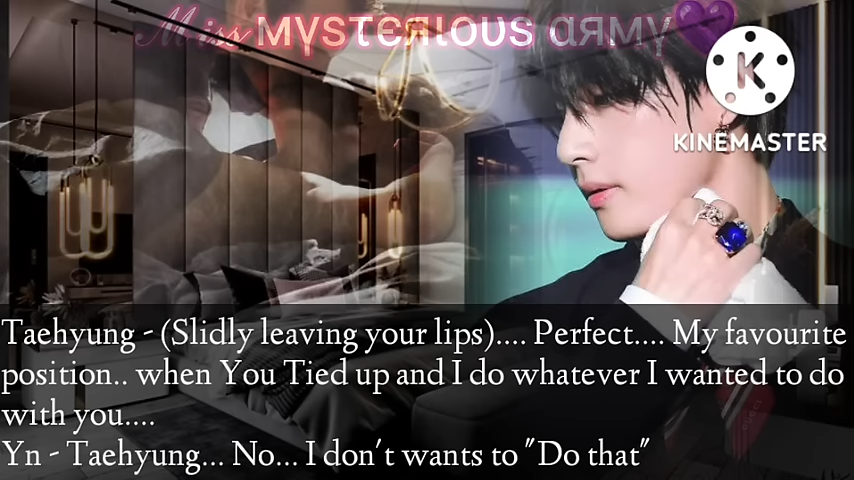 Miss MYSTERIOUS ARMY
K
KINEMASTER
Taehyung - (Slidly leaving your lips).... Perfect.... My favourite
position.. when You Tied up and I do whatever I wanted to do
with you....
Yn - Taehyung... No... I don't wants to "Do that"